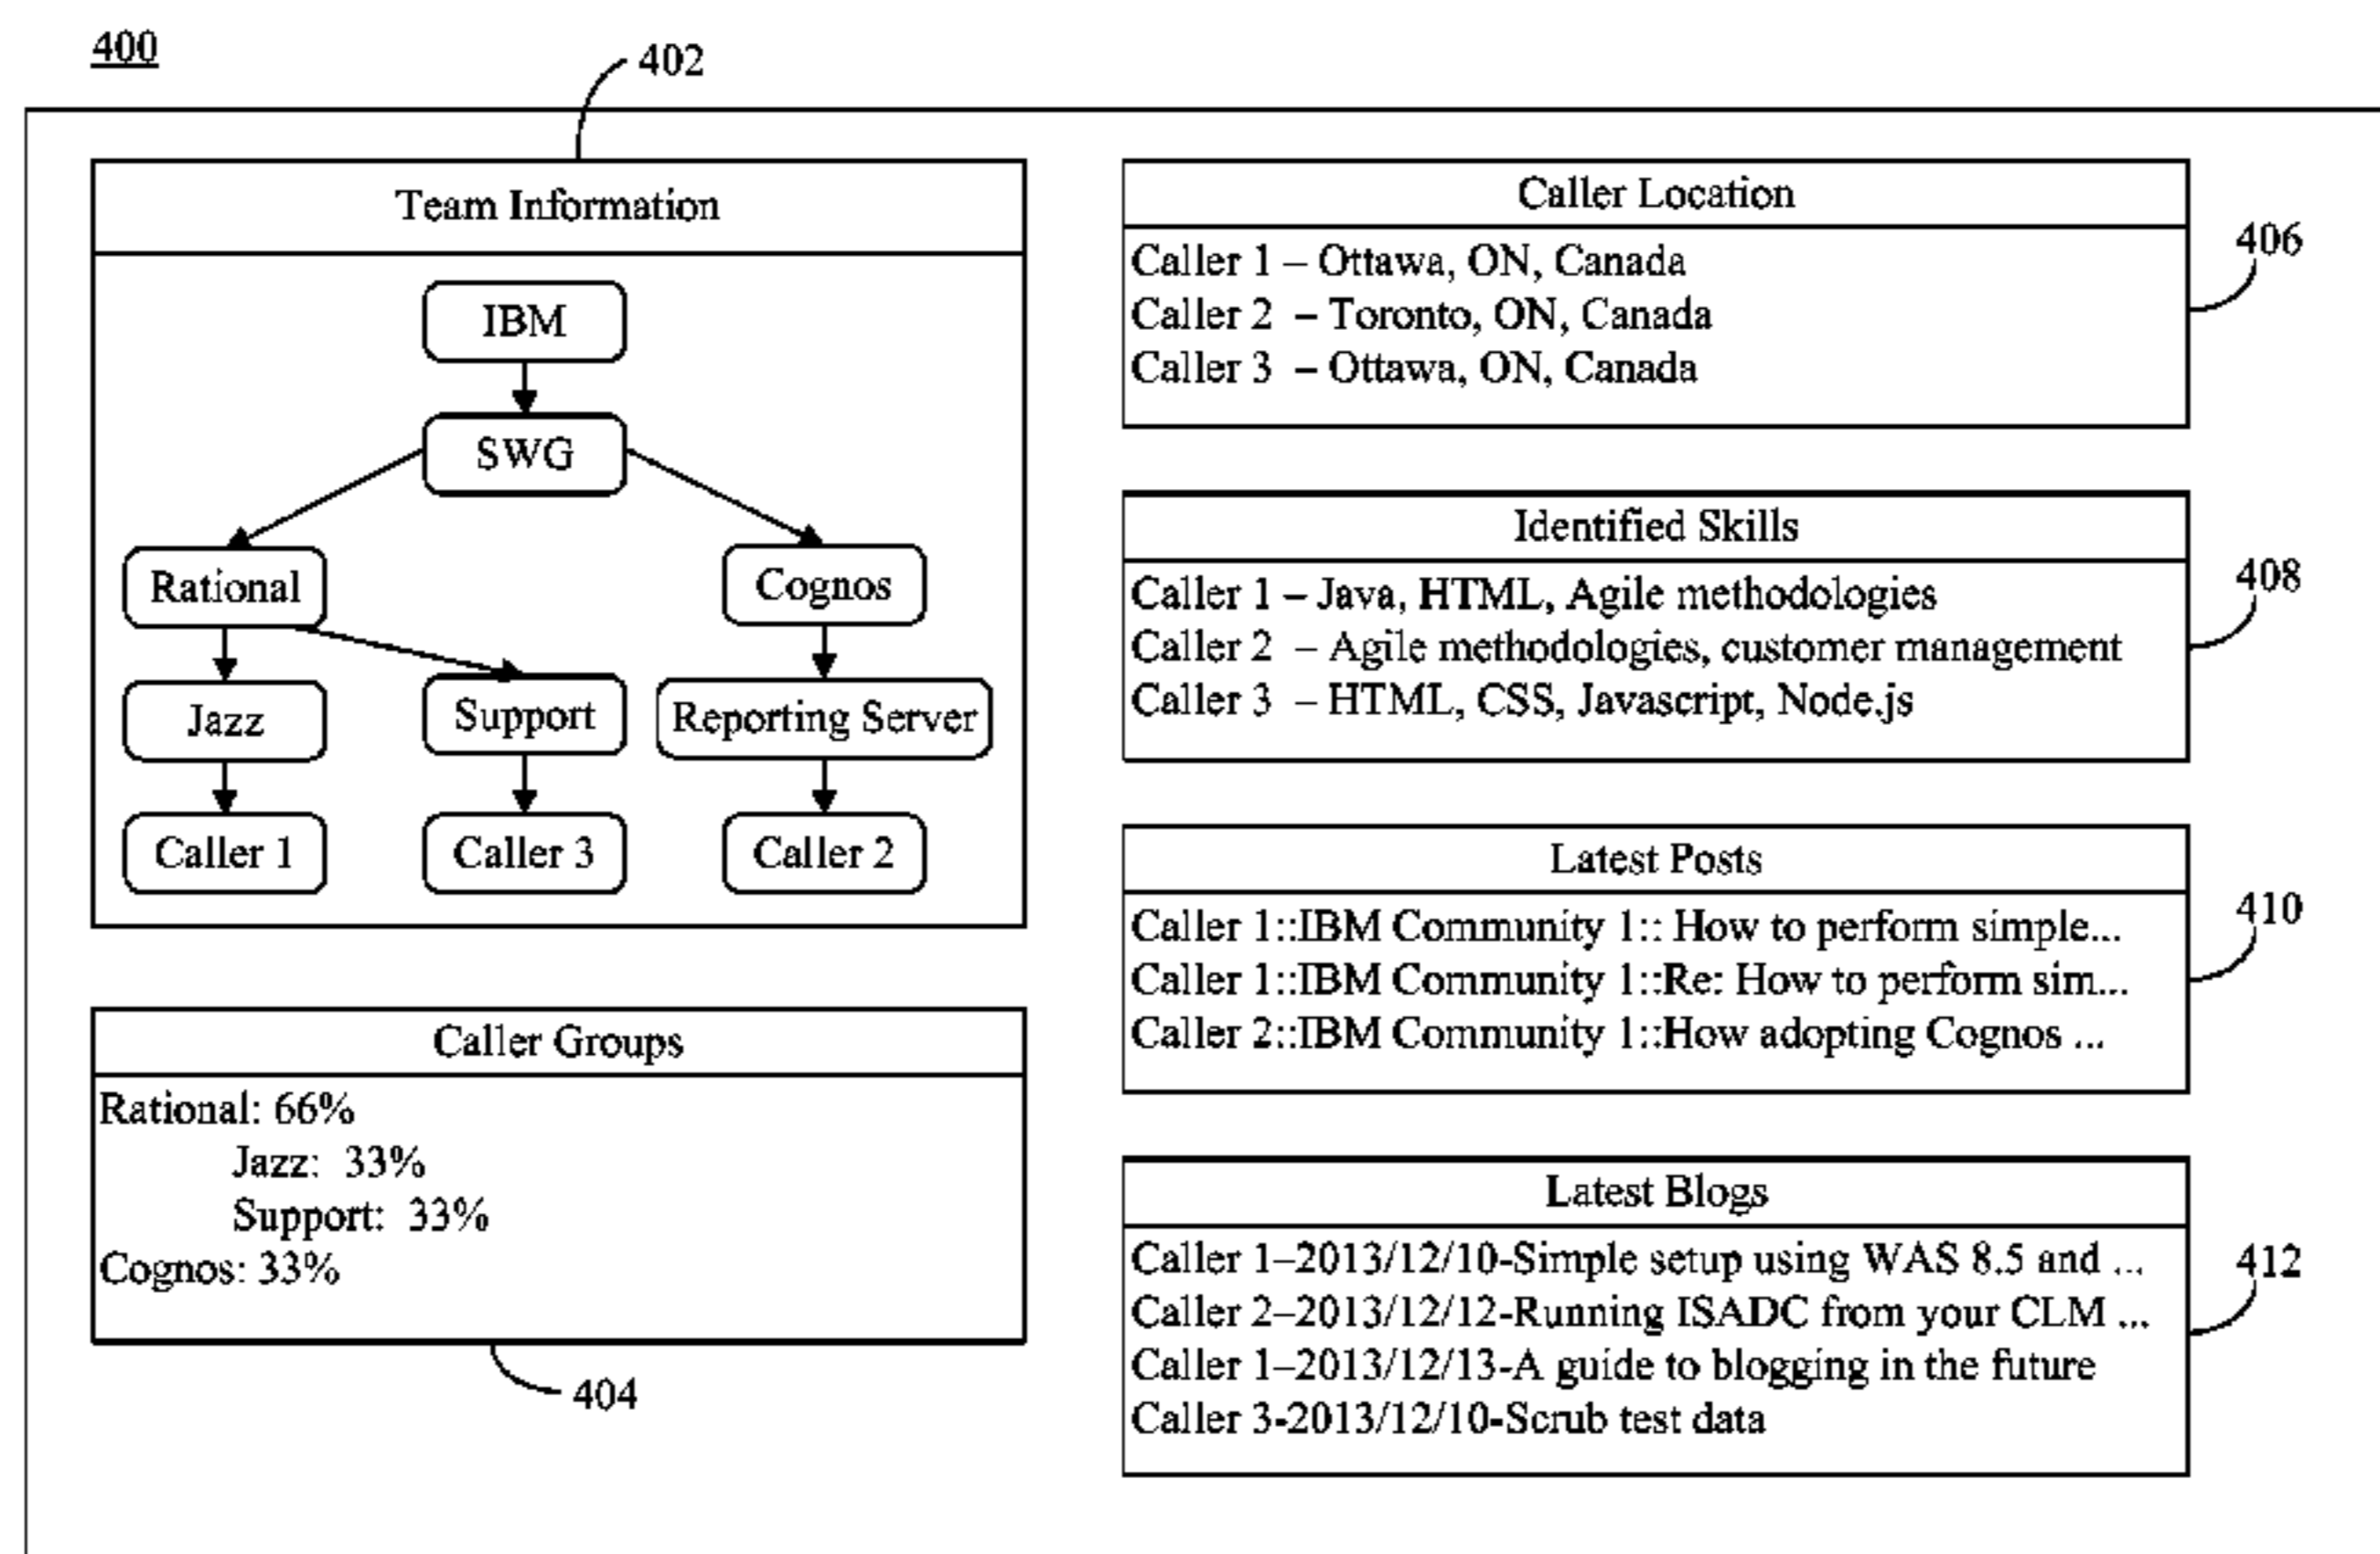 400
402
Team Information
IBM
SWG
Rational
Cognos
Jazz
Support
Reporting Server
Caller 1
Caller 3
Caller 2
Caller Groups
Rational: 66%
Jazz: 33%
Support: 33%
Cognos: 33%
404
Caller Location
Caller 1 – Ottawa, ON, Canada
Caller 2 – Toronto, ON, Canada
Caller 3 – Ottawa, ON, Canada
406
Identified Skills
Caller 1 – Java, HTML, Agile methodologies
Caller 2 – Agile methodologies, customer management
Caller 3 – HTML, CSS, Javascript, Node.js
408
Latest Posts
Caller 1::IBM Community 1:: How to perform simple...
Caller 1::IBM Community 1::Re: How to perform sim...
Caller 2::IBM Community 1::How adopting Cognos ...
410
Latest Blogs
Caller 1–2013/12/10-Simple setup using WAS 8.5 and ...
Caller 2–2013/12/12-Running ISADC from your CLM ...
Caller 1–2013/12/13-A guide to blogging in the future
Caller 3-2013/12/10-Scrub test data
412